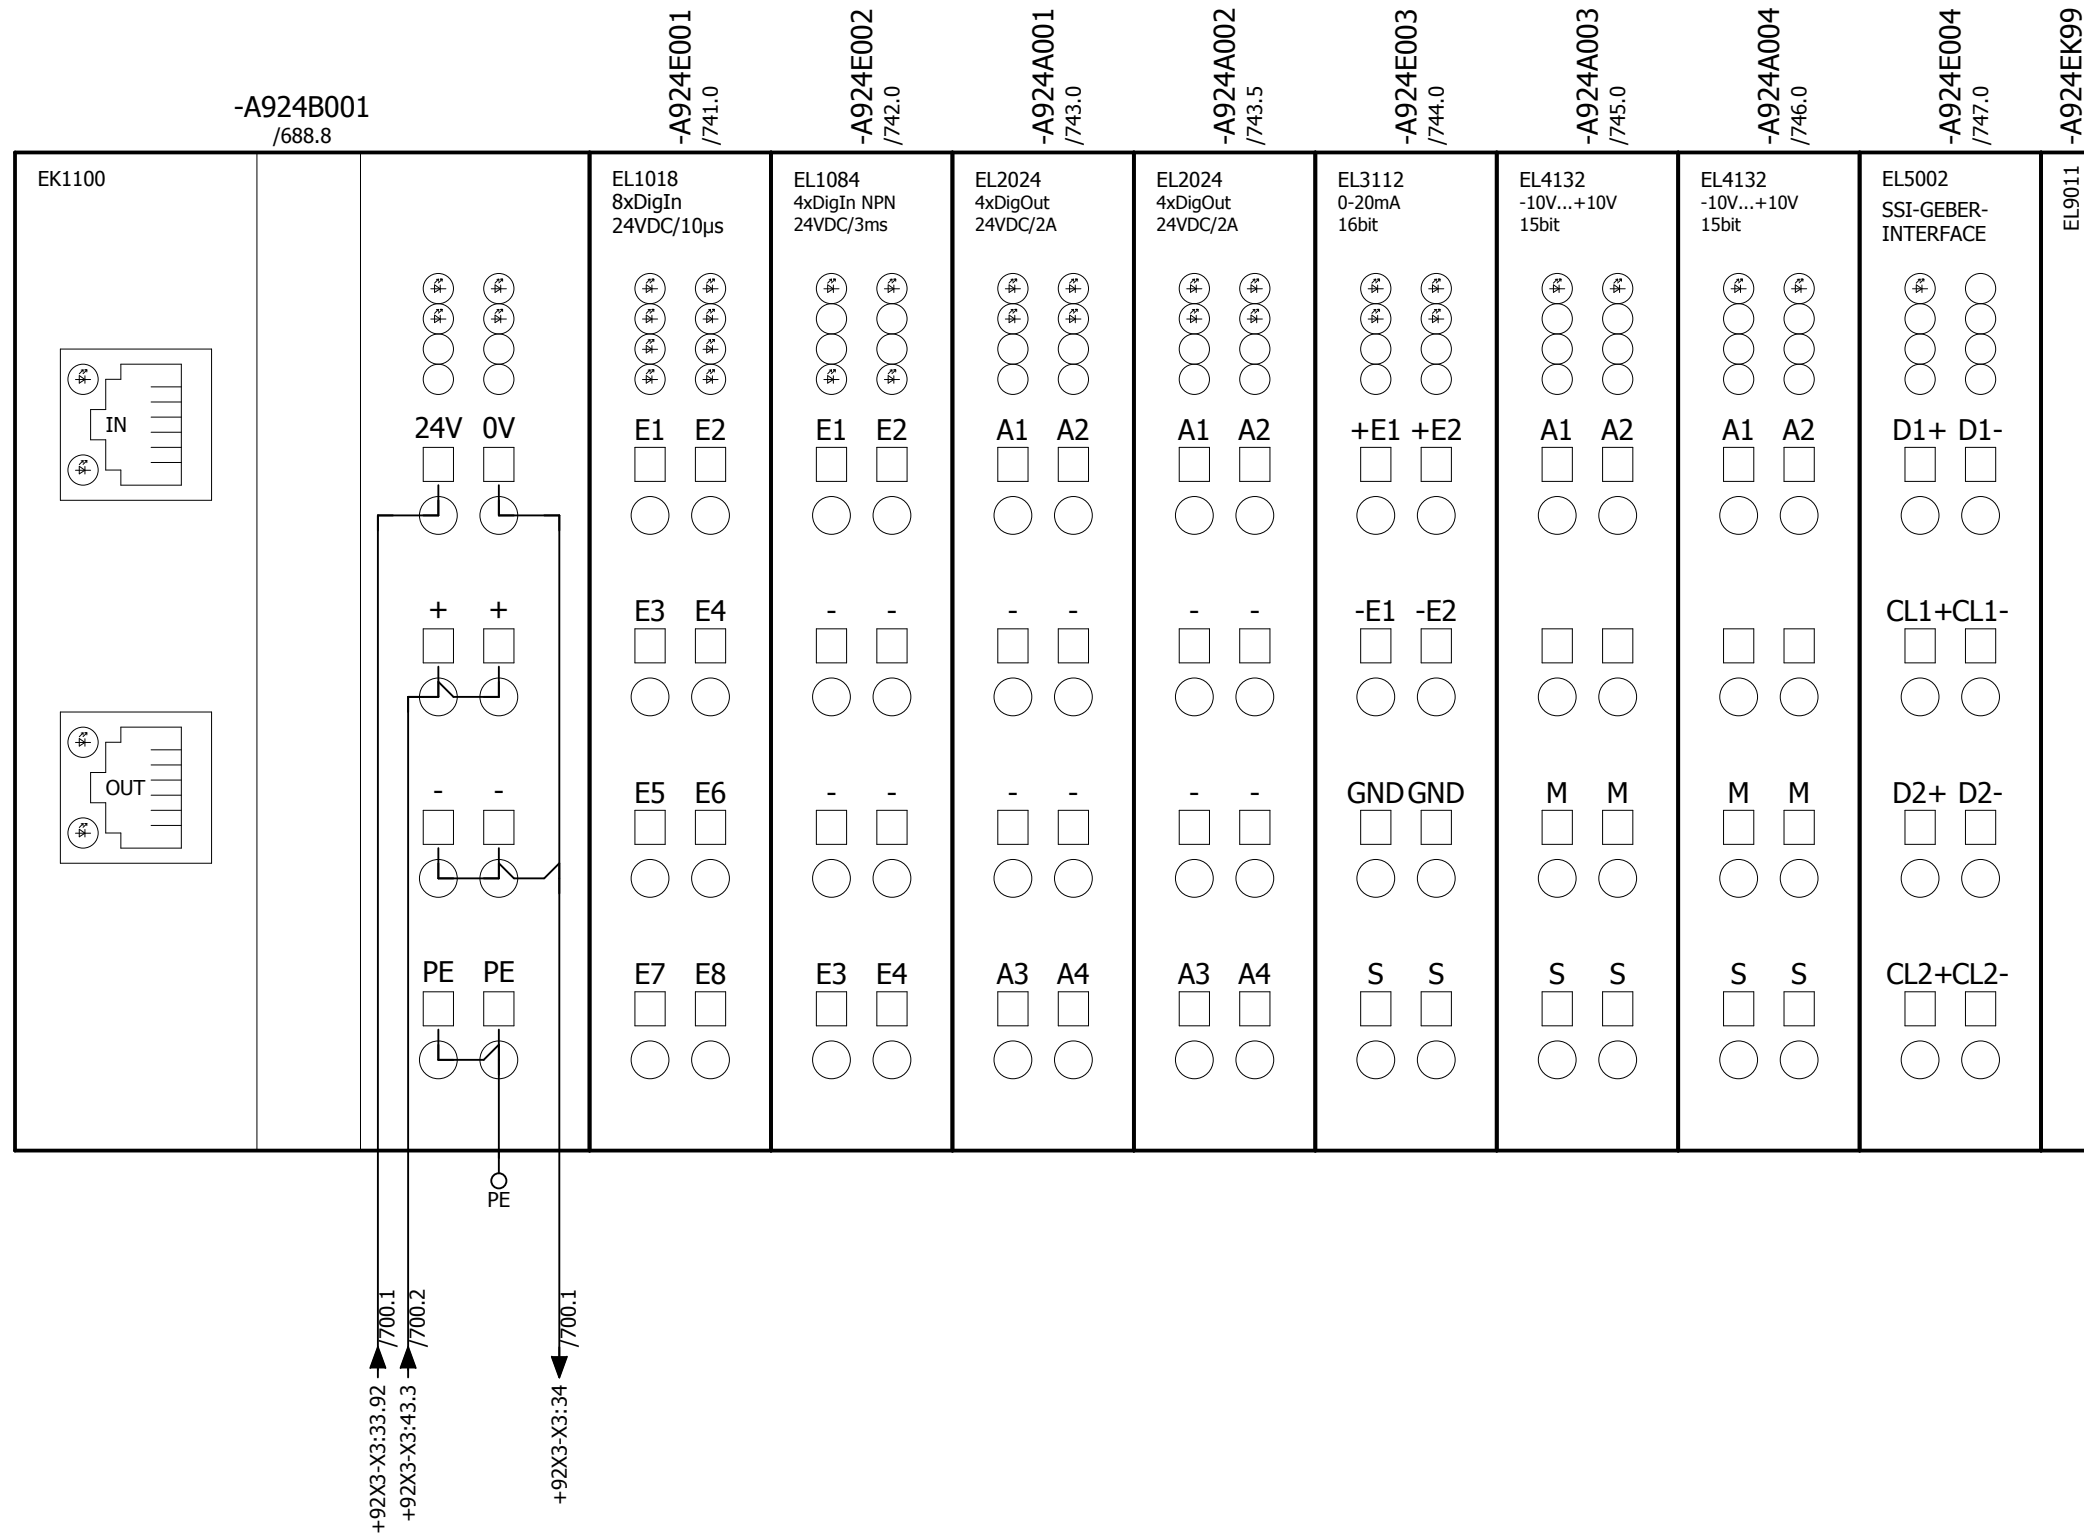 -A924B001
/688.8
-A924E001
/741.0
-A924E002
/742.0
-A924A001
/743.0
-A924A002
/743.5
-A924E003
/744.0
-A924A003
/745.0
-A924A004
/746.0
-A924E004
/747.0
-A924EK99
EK1100
EL1018
8xDigIn
24VDC/10µs
EL1084
4xDigIn NPN
24VDC/3ms
EL2024
4xDigOut
24VDC/2A
EL2024
4xDigOut
24VDC/2A
EL3112
0-20mA
16bit
EL4132
-10V...+10V
15bit
EL4132
-10V...+10V
15bit
EL5002
SSI-GEBER-
INTERFACE
EL9011
IN
OUT
24V 0V E1 E2 E1 E2 A1 A2 A1 A2 +E1 +E2 A1 A2 A1 A2 D1+ D1-
+ + E3 E4 - - - - - - -E1 -E2 CL1+ CL1-
- - E5 E6 - - - - - - GND GND M M M M D2+ D2-
PE PE E7 E8 E3 E4 A3 A4 A3 A4 S S S S S S CL2+ CL2-
PE
/700.1
/700.2
/700.1
+92X3-X3:33.92
+92X3-X3:43.3
+92X3-X3:34